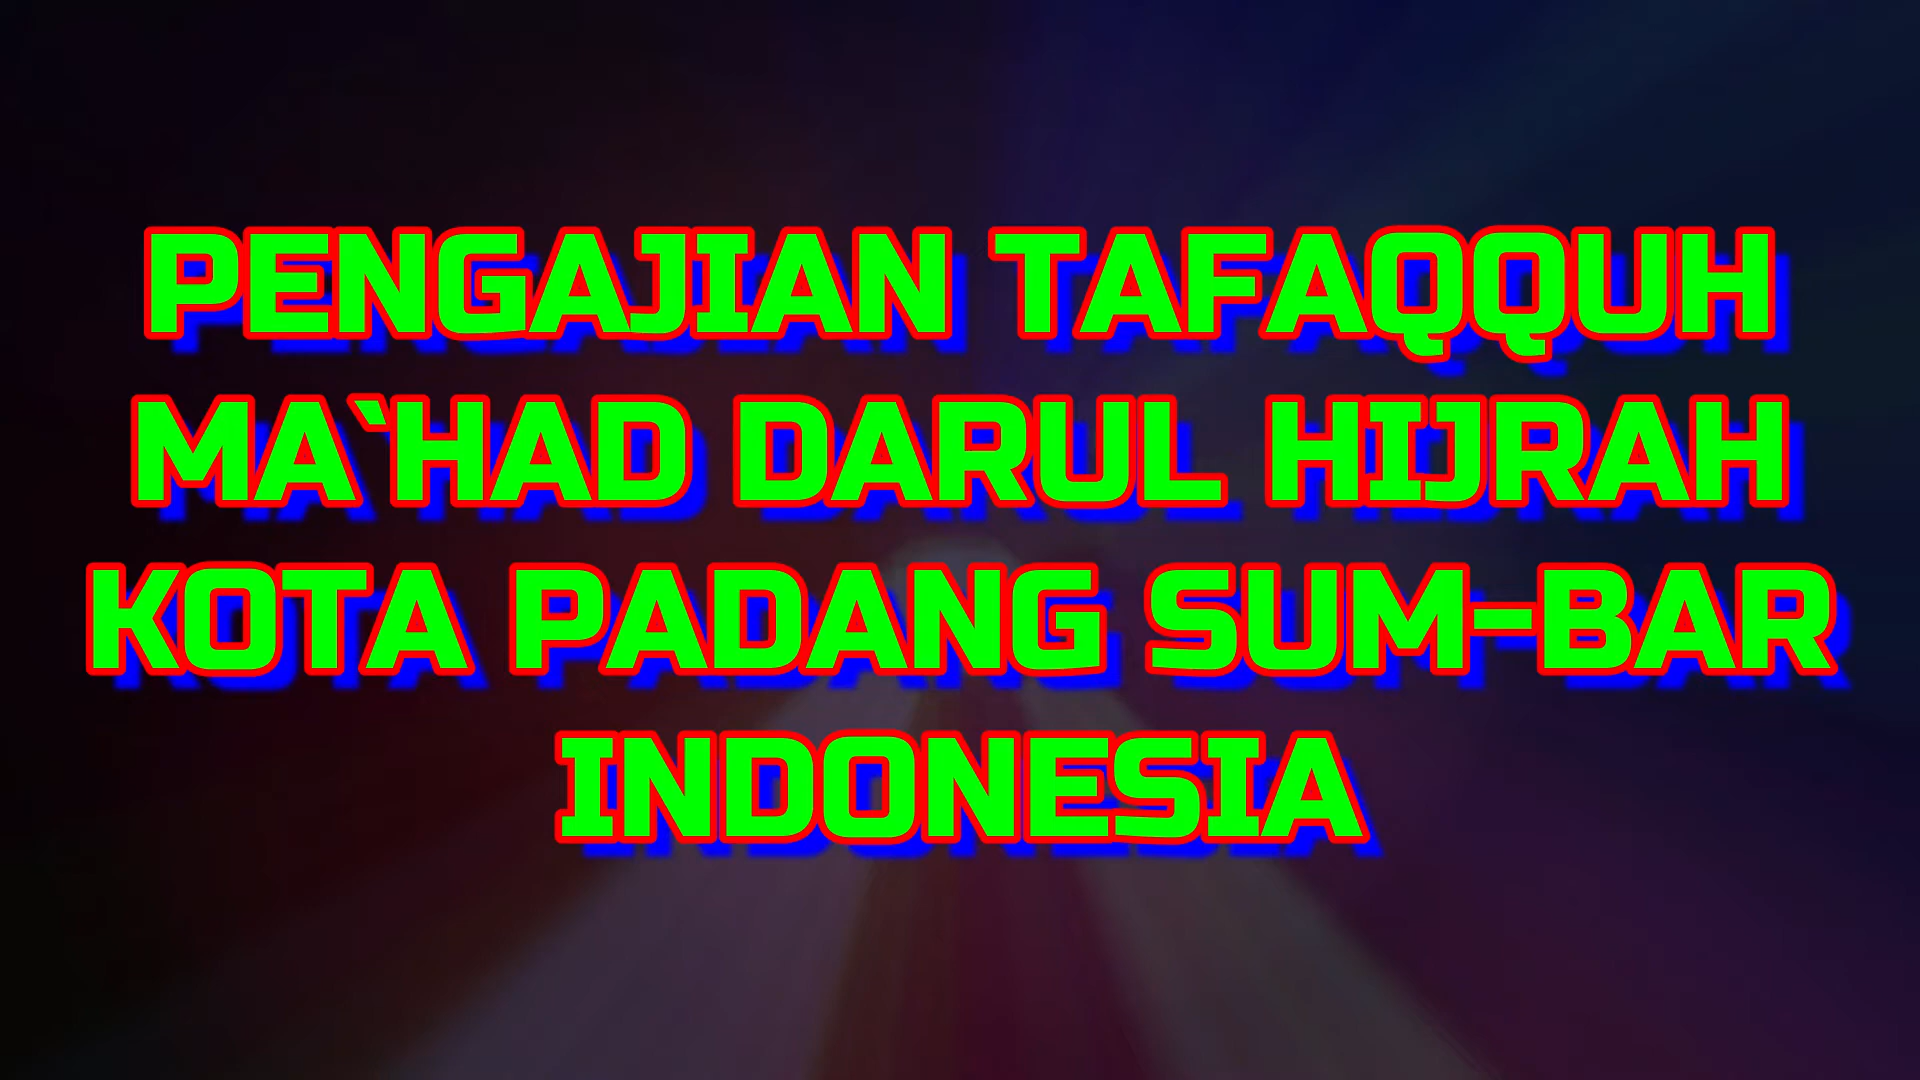 PENGAJIAN TAFAQQUH
MA`HAD DARUL HIJRAH
KOTA PADANG SUM-BAR
INDONESIA